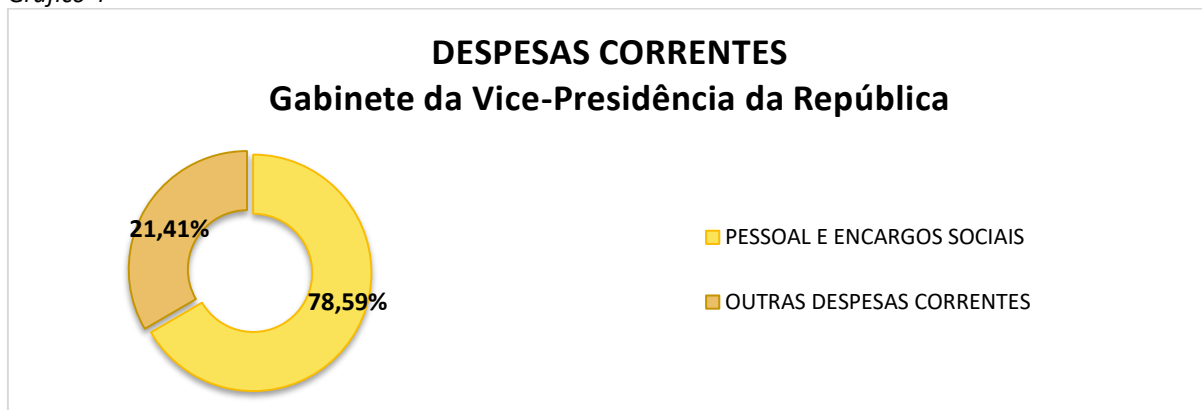 DESPESAS CORRENTES
Gabinete da Vice-Presidência da República
21,41%
78,59%
PESSOAL E ENCARGOS SOCIAIS
OUTRAS DESPESAS CORRENTES